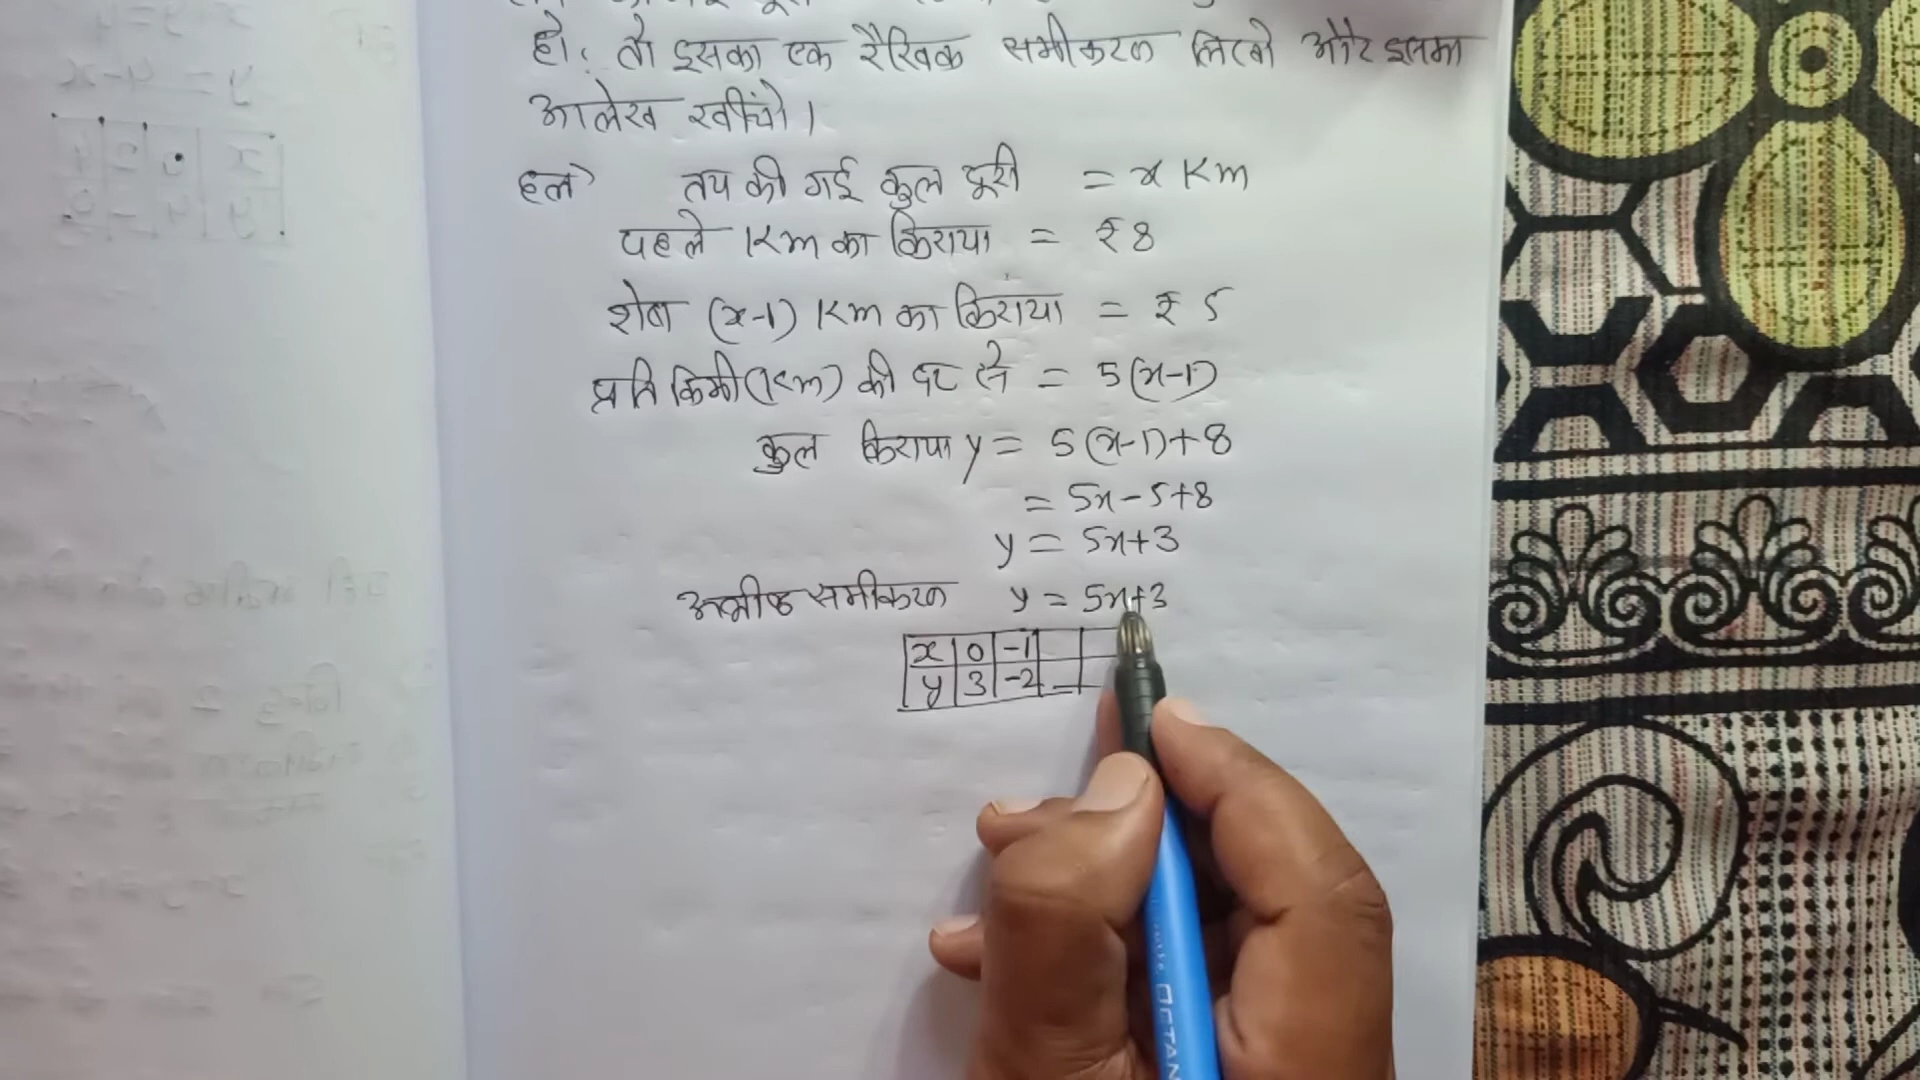 हो, तो इसका एक रैखिक समीकरण लिखो और इसका
आलेख खींचो।
हल तय की गई कुल दूरी = x Km
पहले 1Km का किराया = ₹8
शेष (x-1) Km का किराया = ₹5
प्रति किमी (1Km) की दर से = 5(x-1)
कुल किराया y = 5(x-1)+8
= 5x-5+8
y = 5x+3
अभीष्ठ समीकरण y = 5x+3
x 0 -1
y 3 -2